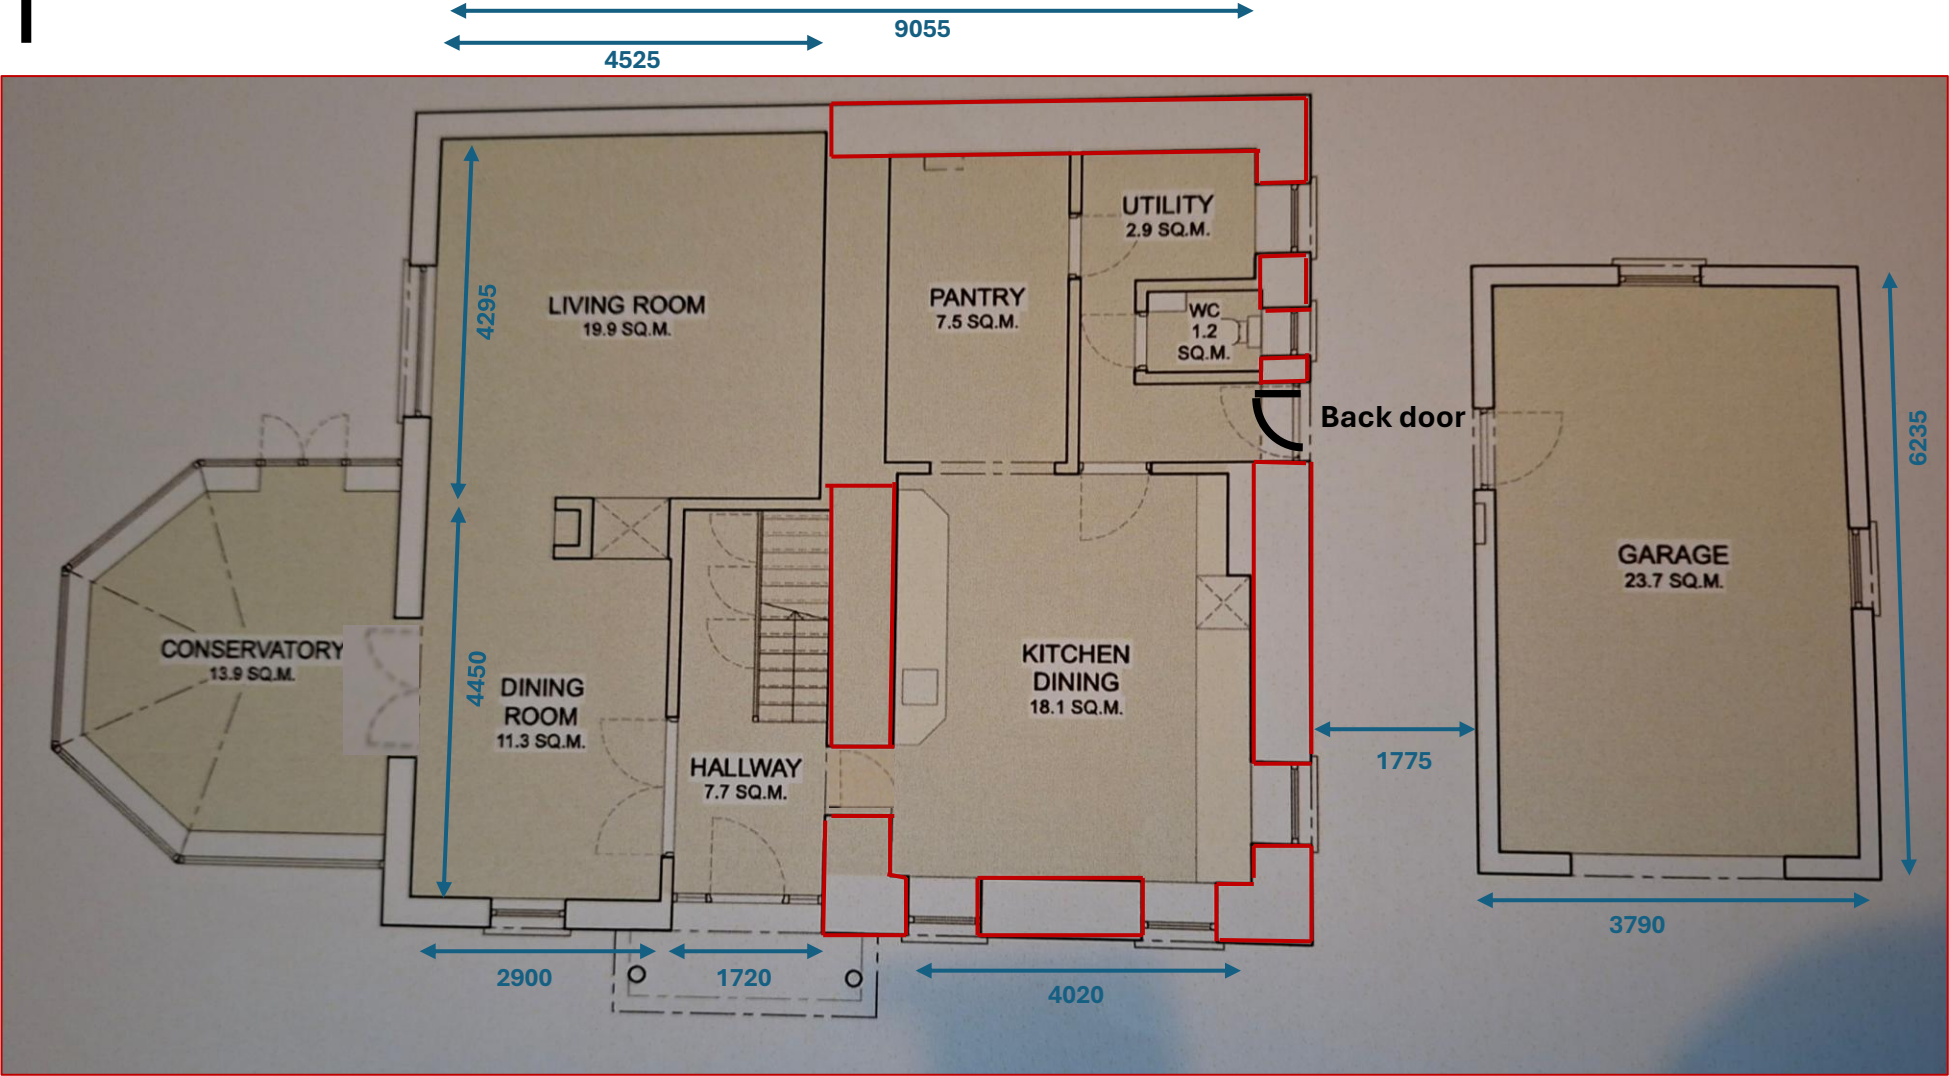 9055
4525
UTILITY
2.9 SQ.M.
4295
LIVING ROOM
19.9 SQ.M.
PANTRY
7.5 SQ.M.
WC
1.2
SQ.M.
Back door
6235
GARAGE
23.7 SQ.M.
CONSERVATORY
13.9 SQ.M.
4450
DINING
ROOM
11.3 SQ.M.
KITCHEN
DINING
18.1 SQ.M.
HALLWAY
7.7 SQ.M.
1775
3790
2900
1720
4020